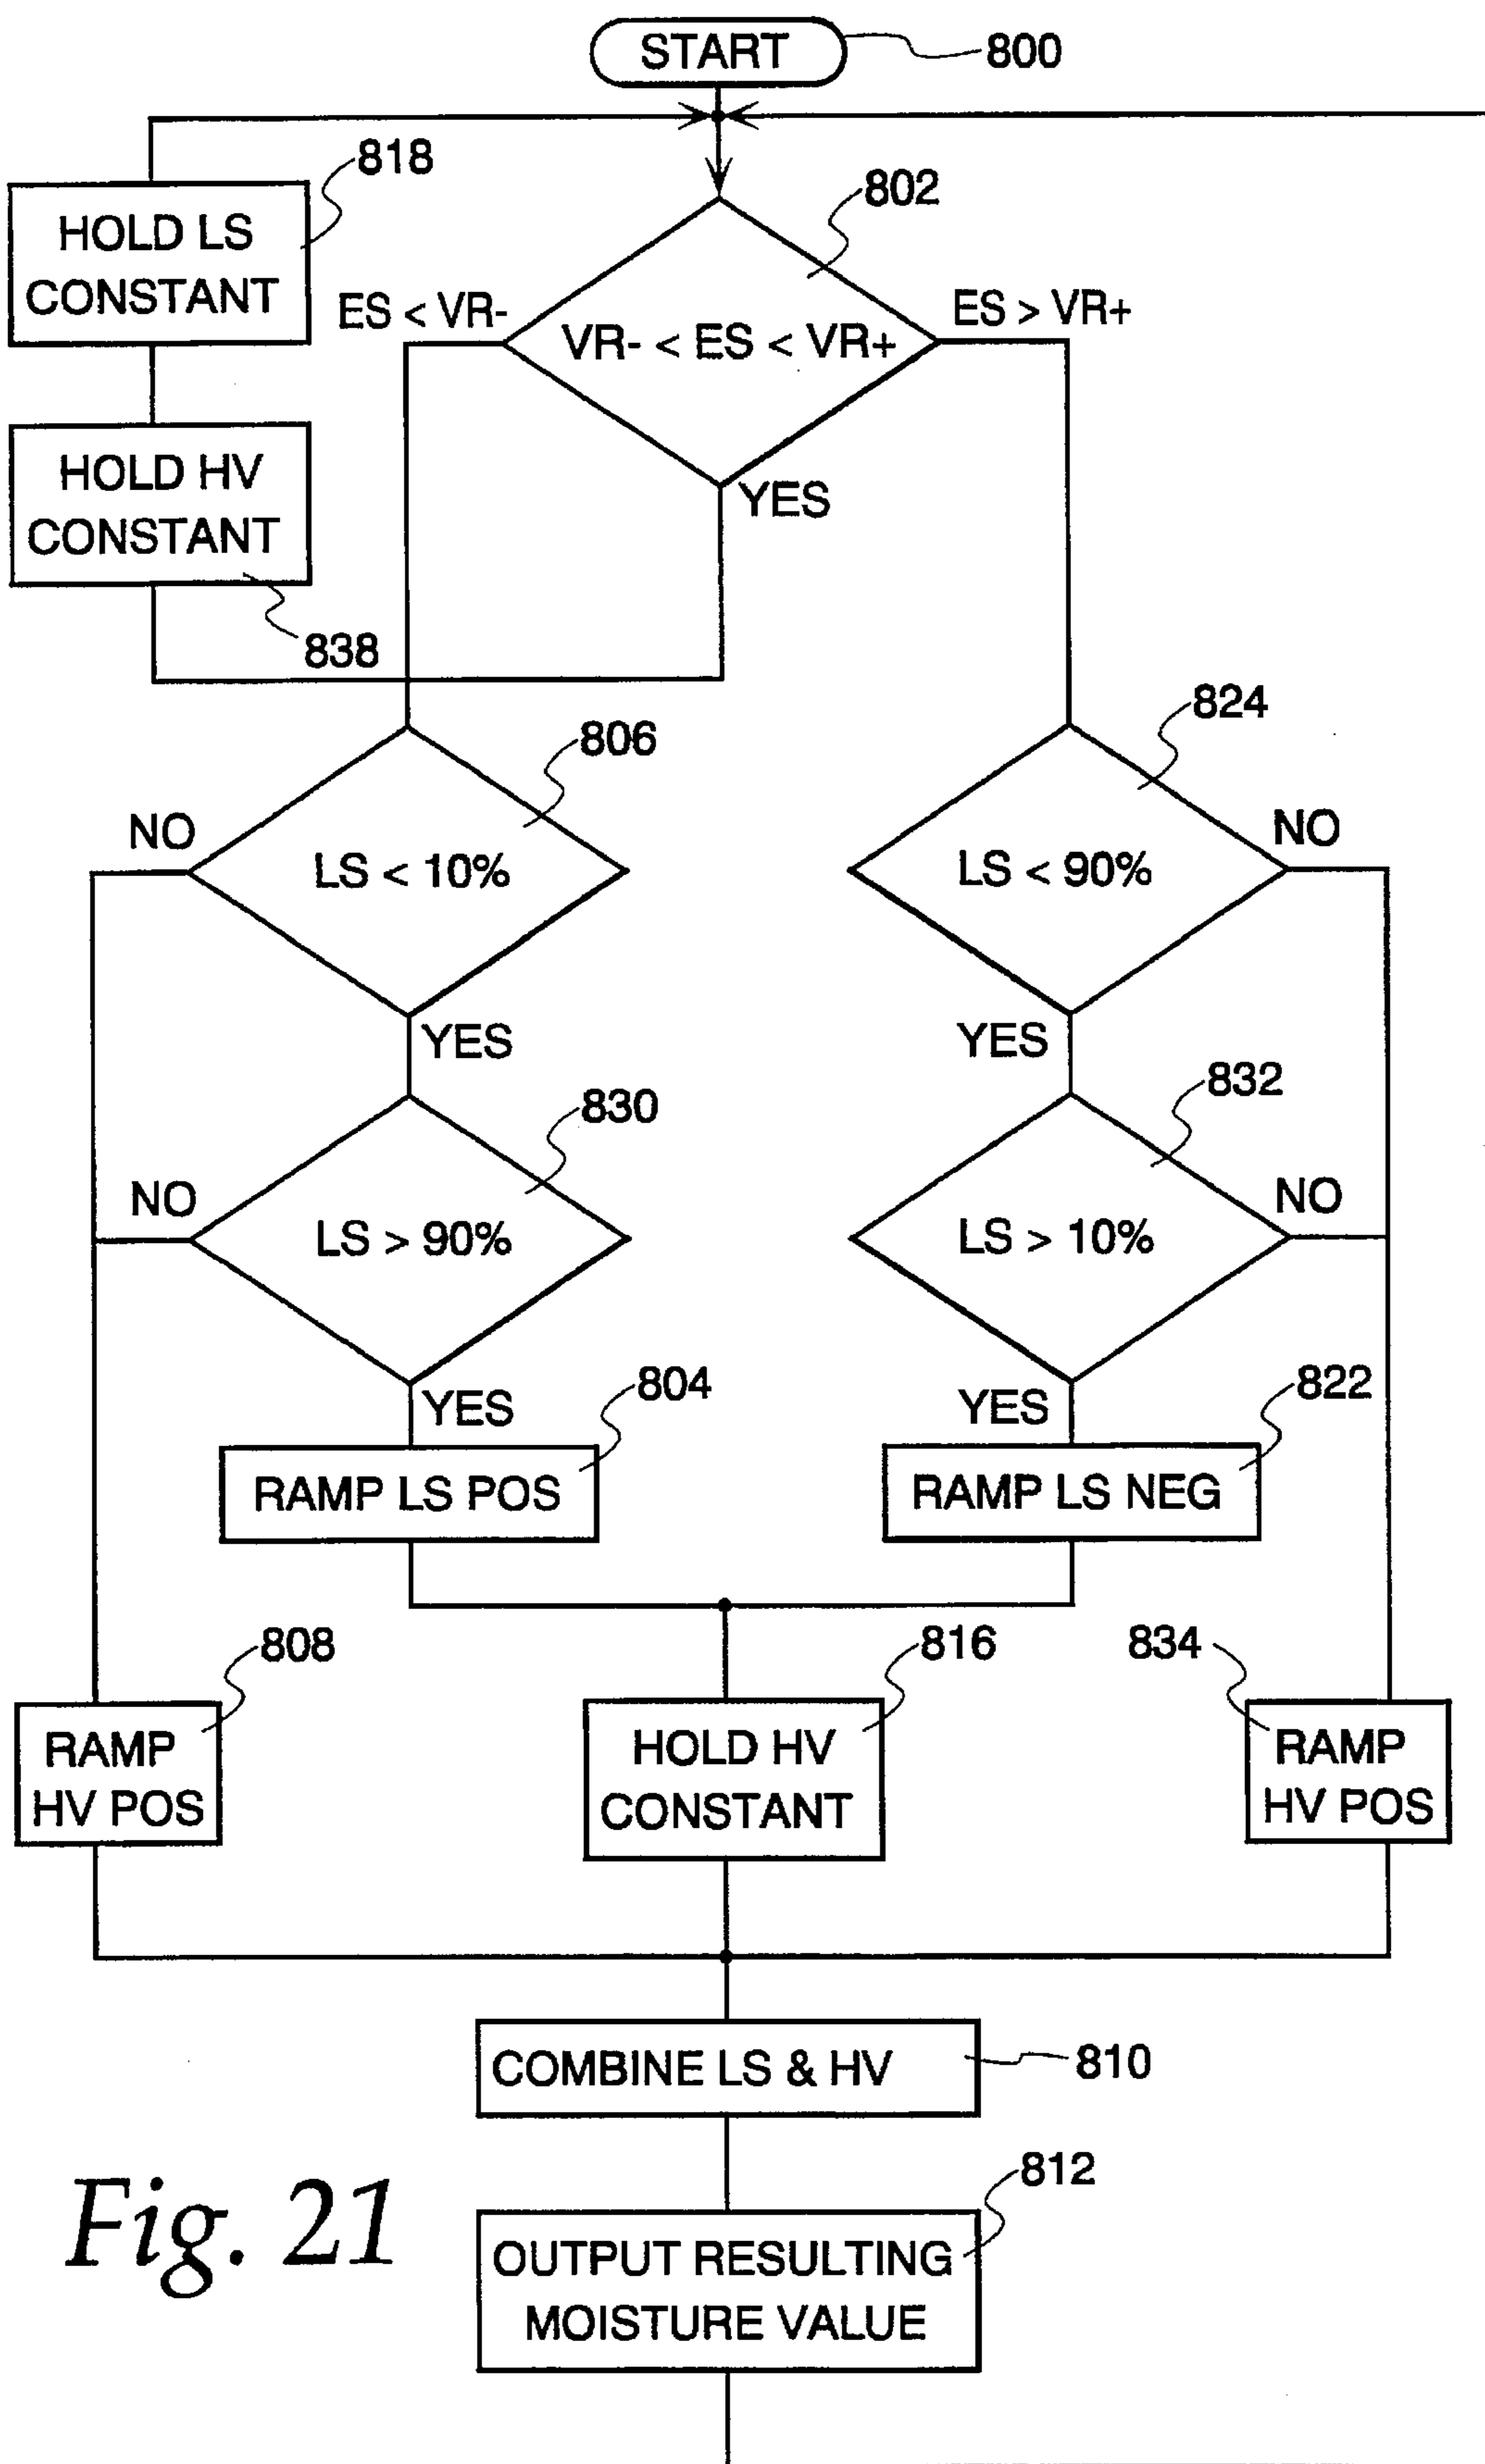 START
800
818
HOLD LS
CONSTANT
802
ES < VR-
VR- < ES < VR+
ES > VR+
HOLD HV
CONSTANT
YES
838
824
806
NO
LS < 10%
LS < 90%
NO
YES
YES
830
832
NO
LS > 90%
LS > 10%
NO
YES
804
YES
822
RAMP LS POS
RAMP LS NEG
808
816
834
RAMP
HV POS
HOLD HV
CONSTANT
RAMP
HV POS
COMBINE LS & HV
810
812
OUTPUT RESULTING
MOISTURE VALUE
Fig. 21